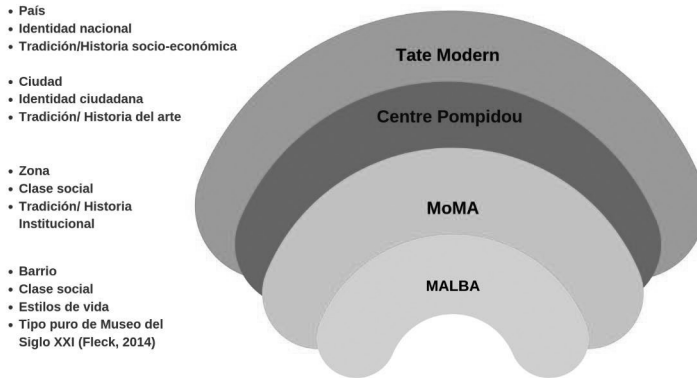 • País
• Identidad nacional
• Tradición/Historia socio-económica
Tate Modern
• Ciudad
• Identidad ciudadana
• Tradición/ Historia del arte
Centre Pompidou
• Zona
• Clase social
• Tradición/ Historia
Institucional
MoMA
• Barrio
• Clase social
• Estilos de vida
• Tipo puro de Museo del
Siglo XXI (Fleck, 2014)
MALBA